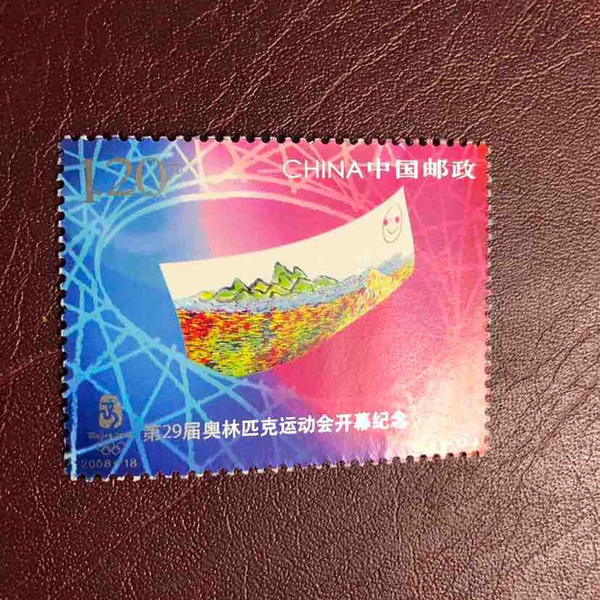 1.20元
CHINA中国邮政
第29届奥林匹克运动会开幕纪念
Beijing 2008
2008-18